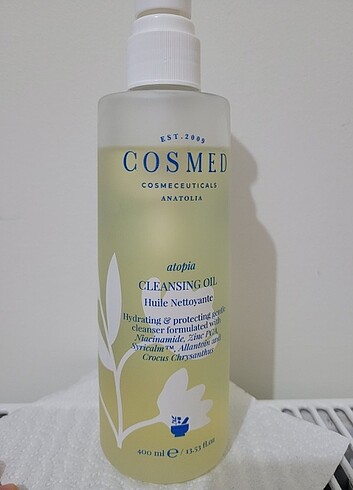 EST. 2009
COSMED
COSMECEUTICALS
ANATOLIA
atopia
CLEANSING OIL
Huile Nettoyante
Hydrating & protecting gentle
cleanser formulated with
Niacinamide, Zinc PCA,
Syricalm™, Allantoin and
Crocus Chrysanthus
400 ml ℮ / 13.53 fl oz